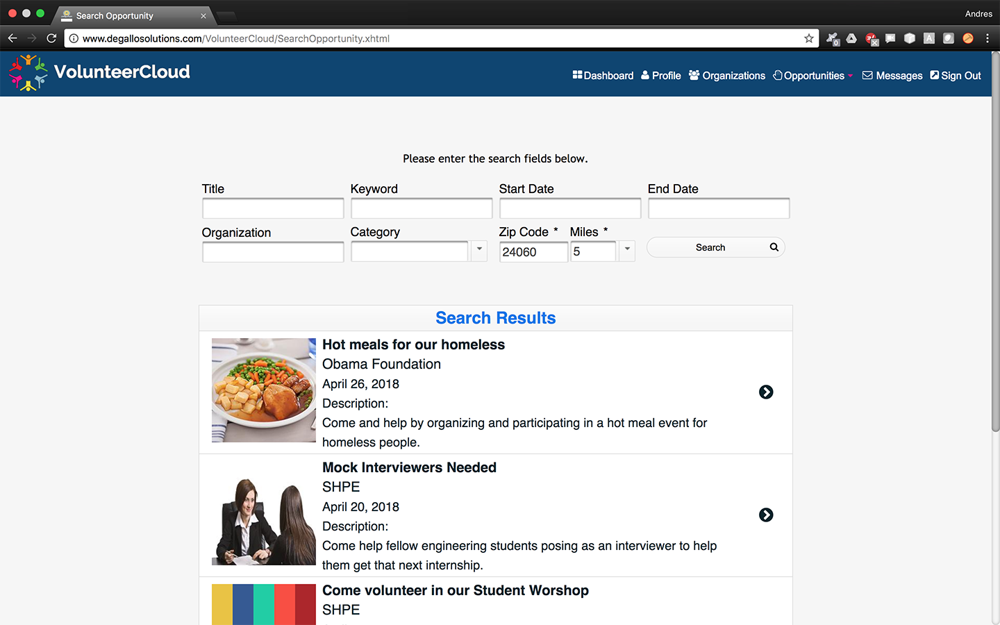 Search Opportunity
Andres
www.degallosolutions.com/VolunteerCloud/SearchOpportunity.xhtml
0
A
VolunteerCloud
Dashboard Profile Organizations Opportunities Messages Sign Out
Please enter the search fields below.
Title Keyword Start Date End Date
Organization Category Zip Code * Miles *
24060 5 Search
Search Results
Hot meals for our homeless
Obama Foundation
April 26, 2018
Description:
Come and help by organizing and participating in a hot meal event for
homeless people.
Mock Interviewers Needed
SHPE
April 20, 2018
Description:
Come help fellow engineering students posing as an interviewer to help
them get that next internship.
Come volunteer in our Student Worshop
SHPE